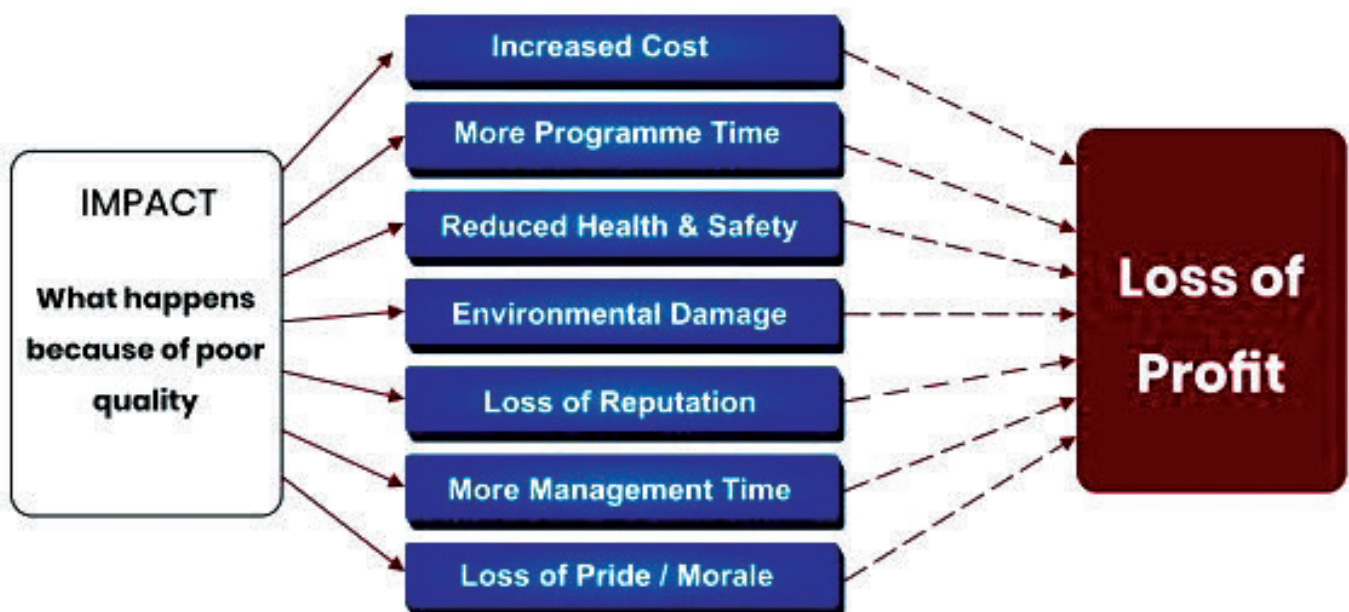 IMPACT
What happens
because of poor
quality
Increased Cost
More Programme Time
Reduced Health & Safety
Environmental Damage
Loss of Reputation
More Management Time
Loss of Pride / Morale
Loss of
Profit